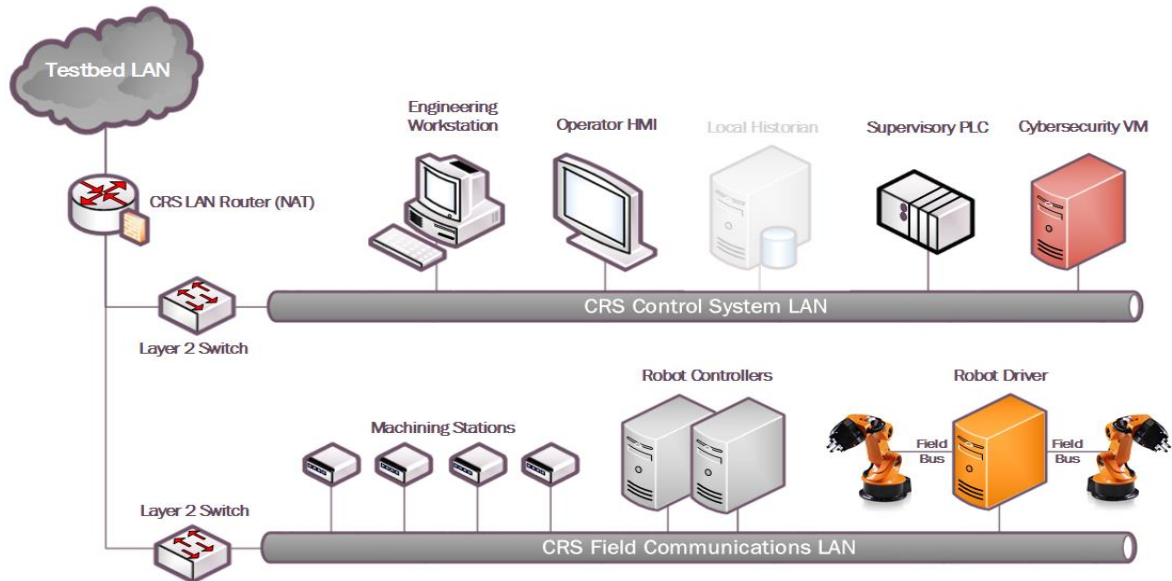 Testbed LAN
Engineering
Workstation
Operator HMI
Local Historian
Supervisory PLC
Cybersecurity VM
CRS LAN Router (NAT)
CRS Control System LAN
Layer 2 Switch
Robot Controllers
Robot Driver
Machining Stations
Field
Bus
Field
Bus
Layer 2 Switch
CRS Field Communications LAN